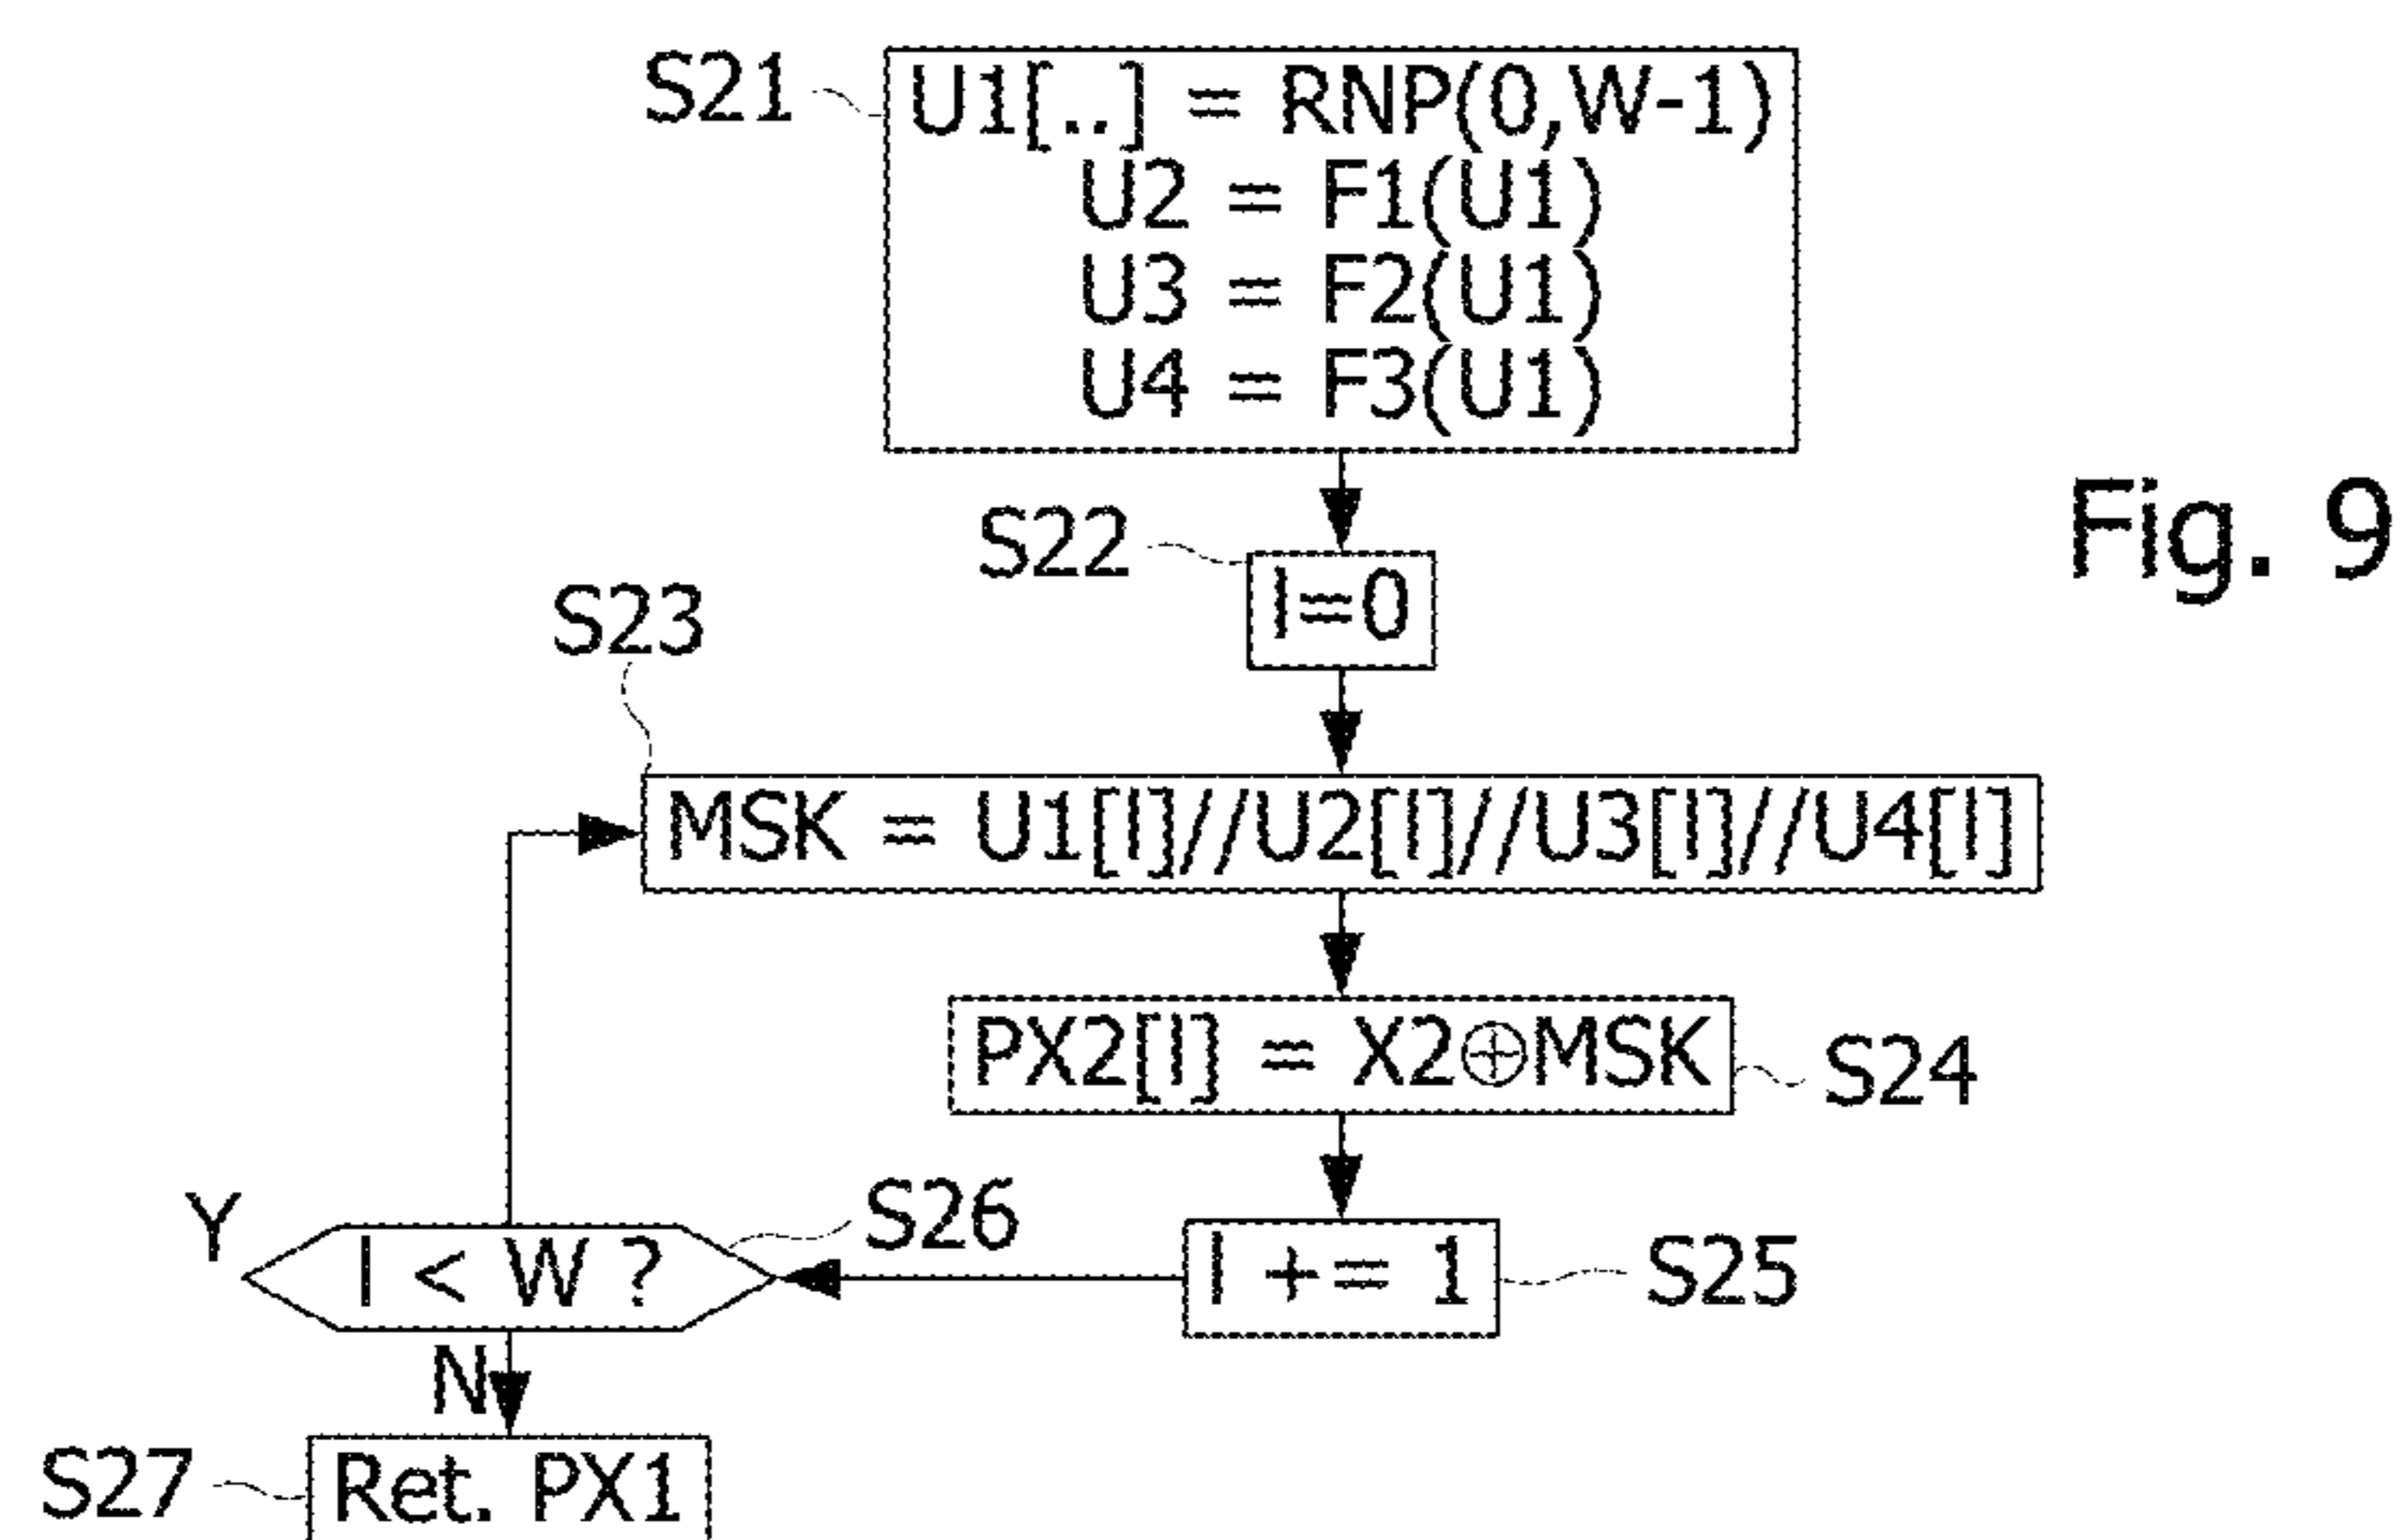 S21
U1[..] = RNP(0,W-1)
U2 = F1(U1)
U3 = F2(U1)
U4 = F3(U1)
Fig. 9
S22
I=0
S23
MSK = U1[I]//U2[I]//U3[I]//U4[I]
PX2[I] = X2⊕MSK
S24
Y
I < W ?
S26
I += 1
S25
N
S27
Ret. PX1